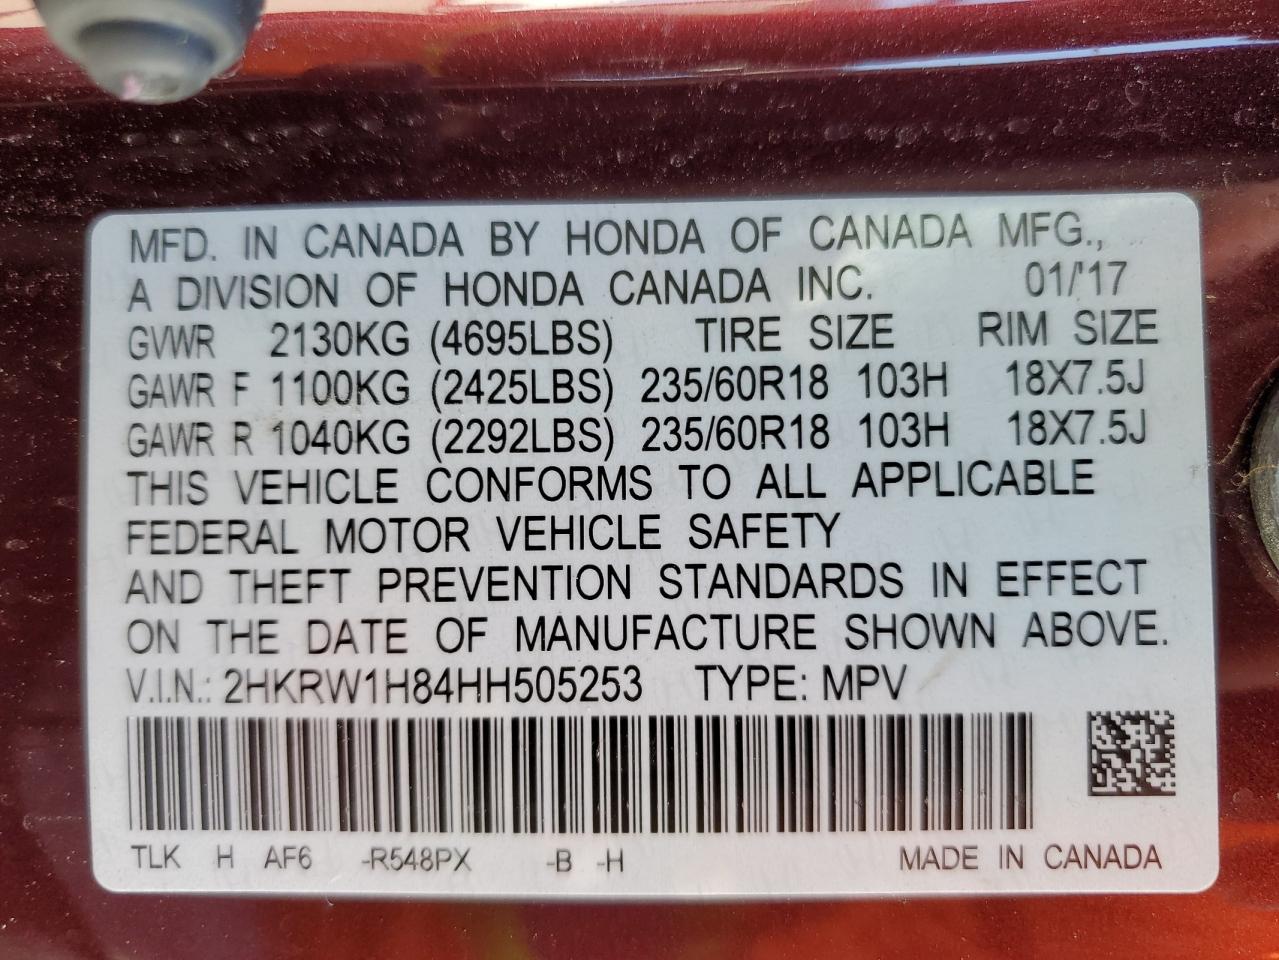 MFD. IN CANADA BY HONDA OF CANADA MFG.,
A DIVISION OF HONDA CANADA INC. 01/'17
GVWR 2130KG (4695LBS) TIRE SIZE RIM SIZE
GAWR F 1100KG (2425LBS) 235/60R18 103H 18X7.5J
GAWR R 1040KG (2292LBS) 235/60R18 103H 18X7.5J
THIS VEHICLE CONFORMS TO ALL APPLICABLE
FEDERAL MOTOR VEHICLE SAFETY
AND THEFT PREVENTION STANDARDS IN EFFECT
ON THE DATE OF MANUFACTURE SHOWN ABOVE.
V.I.N.: 2HKRW1H84HH505253 TYPE: MPV
TLK H AF6 -R548PX -B -H MADE IN CANADA